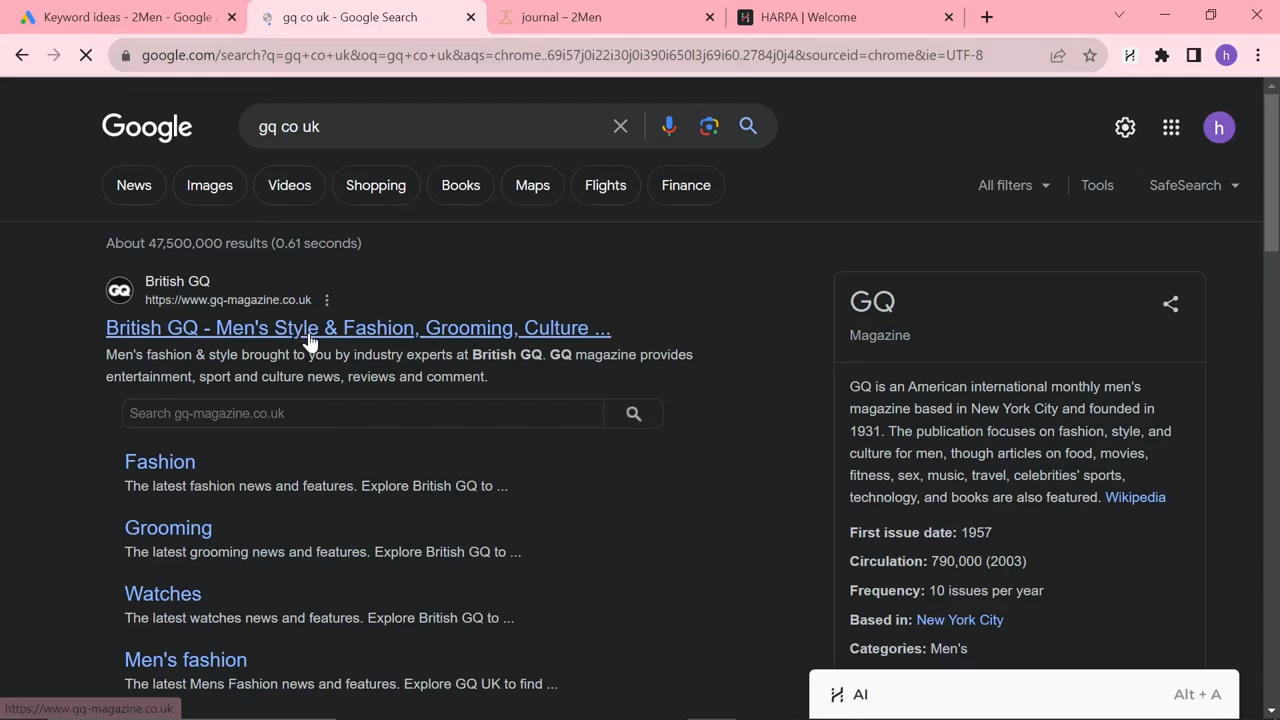 Keyword ideas - 2Men - Google
gq co uk - Google Search
journal – 2Men
HARPA | Welcome
google.com/search?q=gq+co+uk&oq=gq+co+uk&aqs=chrome..69i57j0i22i30j0i390i650l3j69i60.2784j0j4&sourceid=chrome&ie=UTF-8
h
Google
gq co uk
h
News
Images
Videos
Shopping
Books
Maps
Flights
Finance
All filters
Tools
SafeSearch
About 47,500,000 results (0.61 seconds)
GQ
British GQ
https://www.gq-magazine.co.uk
British GQ - Men's Style & Fashion, Grooming, Culture ...
Men's fashion & style brought to you by industry experts at British GQ. GQ magazine provides
entertainment, sport and culture news, reviews and comment.
Search gq-magazine.co.uk
Fashion
The latest fashion news and features. Explore British GQ to ...
Grooming
The latest grooming news and features. Explore British GQ to ...
Watches
The latest watches news and features. Explore British GQ to ...
Men's fashion
The latest Mens Fashion news and features. Explore GQ UK to find ...
GQ
Magazine
GQ is an American international monthly men's
magazine based in New York City and founded in
1931. The publication focuses on fashion, style, and
culture for men, though articles on food, movies,
fitness, sex, music, travel, celebrities' sports,
technology, and books are also featured. Wikipedia
First issue date: 1957
Circulation: 790,000 (2003)
Frequency: 10 issues per year
Based in: New York City
Categories: Men's
AI
Alt + A
https://www.gq-magazine.co.uk